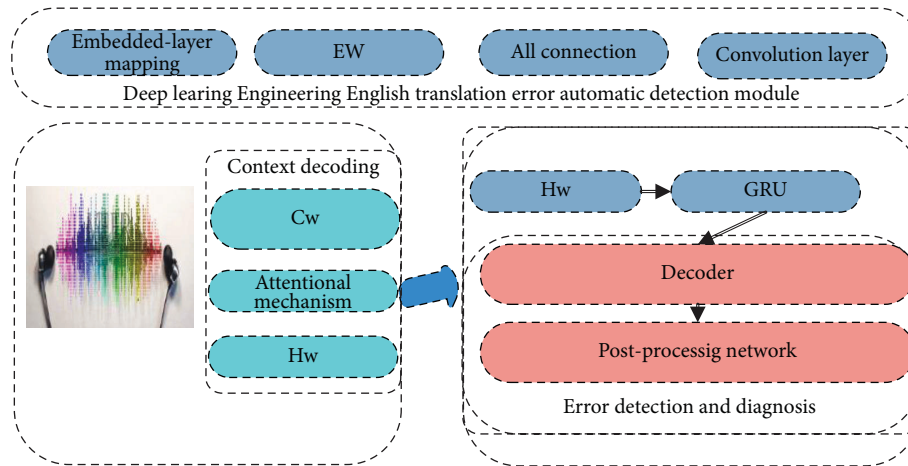 Embedded-layer
mapping
EW
All connection
Convolution layer
Deep learing Engineering English translation error automatic detection module
Context decoding
Cw
Attentional
mechanism
Hw
Hw
GRU
Decoder
Post-processig network
Error detection and diagnosis